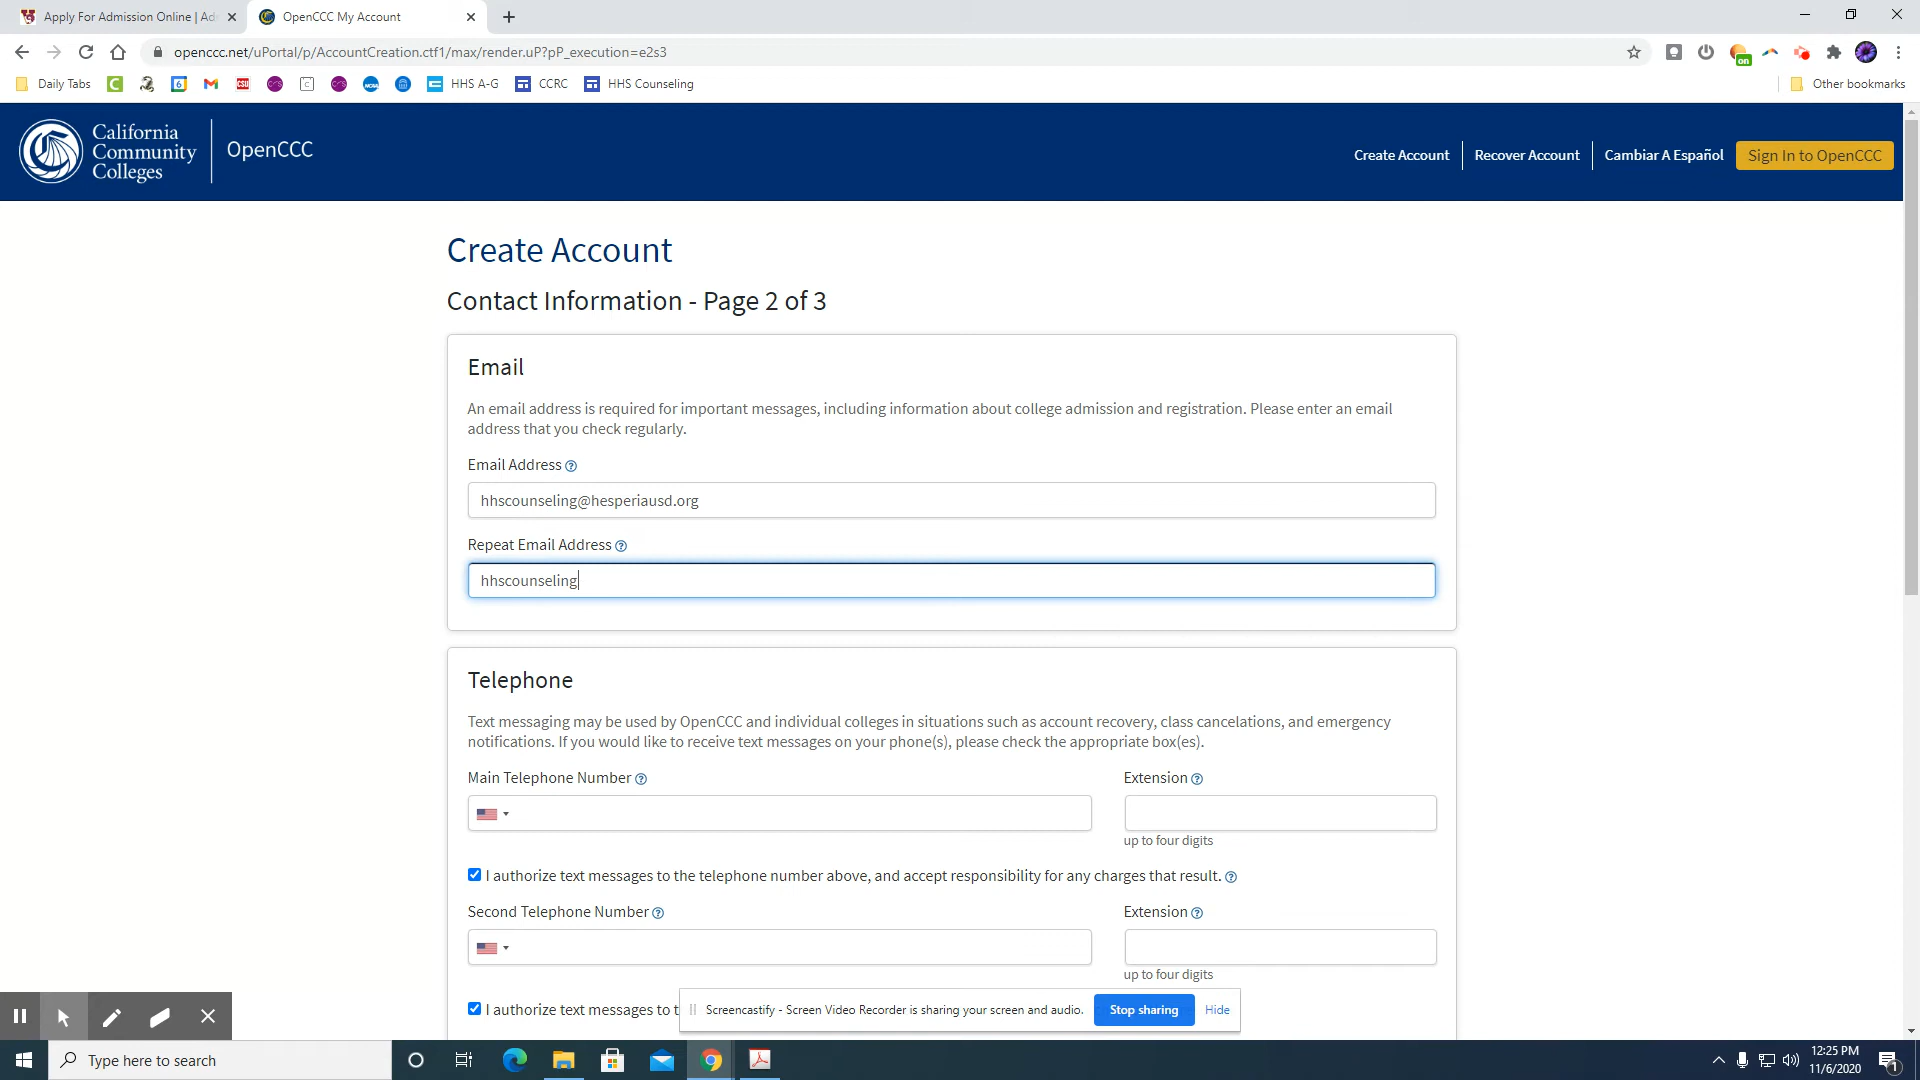 Apply For Admission Online | Ad
OpenCCC My Account
openccc.net/uPortal/p/AccountCreation.ctf1/max/render.uP?pP_execution=e2s3
on
Daily Tabs
HHS A-G
CCRC
HHS Counseling
Other bookmarks
California
Community
Colleges
OpenCCC
Create Account
Recover Account
Cambiar A Español
Sign In to OpenCCC
Create Account
Contact Information - Page 2 of 3
Email
An email address is required for important messages, including information about college admission and registration. Please enter an email
address that you check regularly.
Email Address
hhscounseling@hesperiausd.org
Repeat Email Address
hhscounseling
Telephone
Text messaging may be used by OpenCCC and individual colleges in situations such as account recovery, class cancelations, and emergency
notifications. If you would like to receive text messages on your phone(s), please check the appropriate box(es).
Main Telephone Number
Extension
up to four digits
I authorize text messages to the telephone number above, and accept responsibility for any charges that result.
Second Telephone Number
Extension
up to four digits
I authorize text messages to t
Screencastify - Screen Video Recorder is sharing your screen and audio.
Stop sharing
Hide
Type here to search
12:25 PM
11/6/2020
1